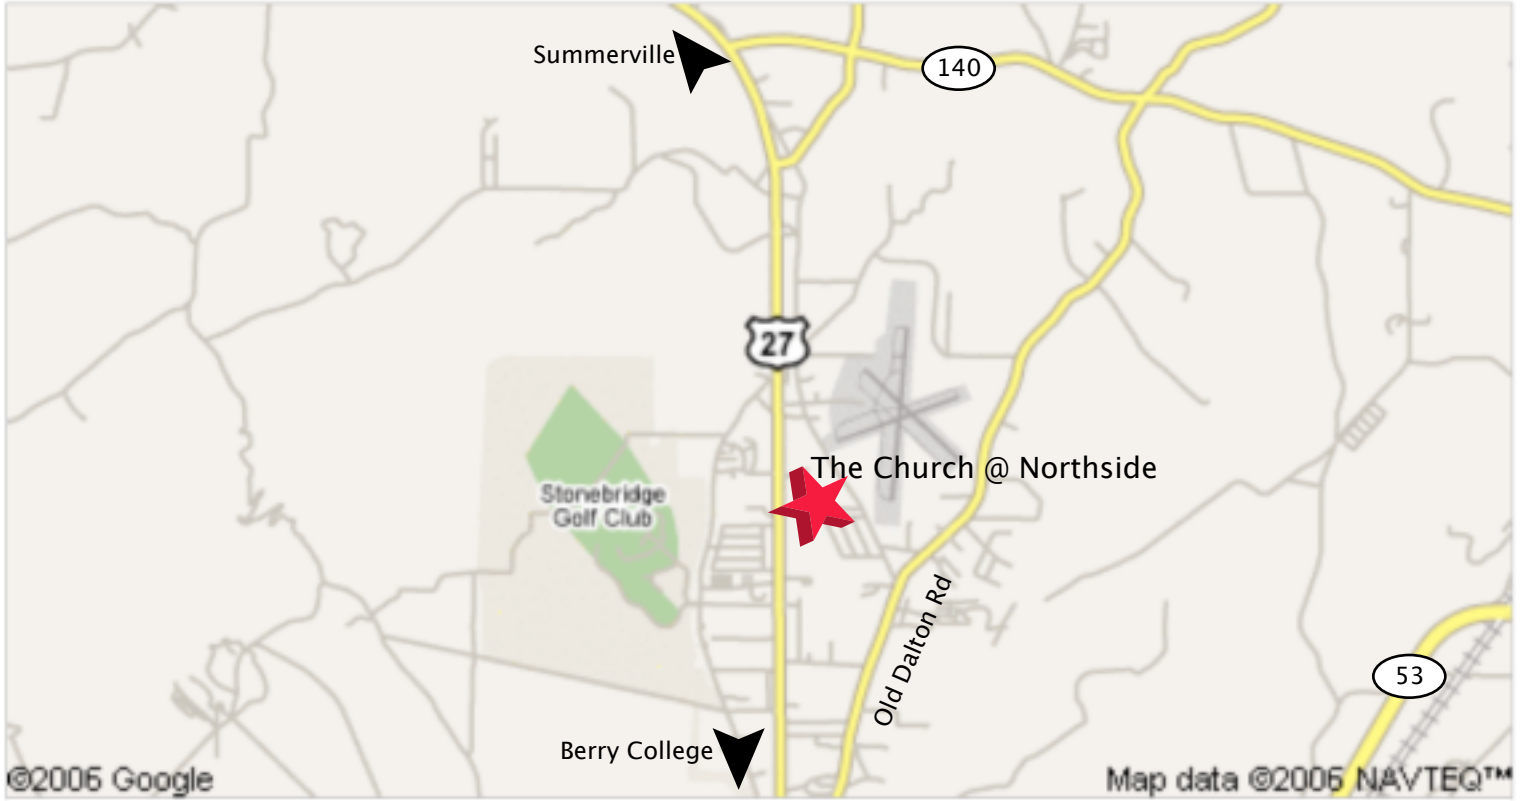 Summerville
140
27
The Church @ Northside
Stonebridge
Golf Club
Old Dalton Rd
53
Berry College
©2006 Google
Map data ©2006 NAVTEQ™